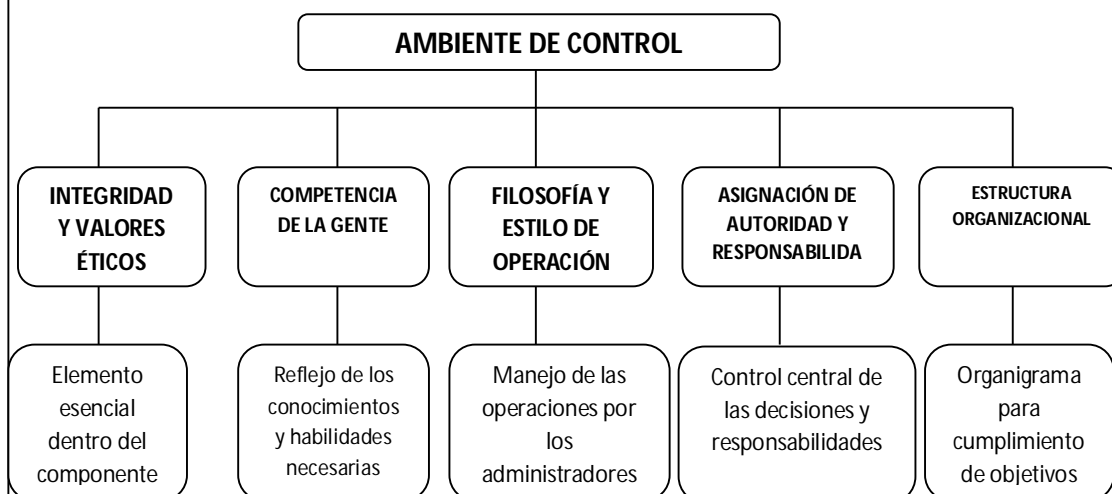 AMBIENTE DE CONTROL
INTEGRIDAD
Y VALORES
ÉTICOS
COMPETENCIA
DE LA GENTE
FILOSOFÍA Y
ESTILO DE
OPERACIÓN
ASIGNACIÓN DE
AUTORIDAD Y
RESPONSABILIDA
ESTRUCTURA
ORGANIZACIONAL
Elemento
esencial
dentro del
componente
Reflejo de los
conocimientos
y habilidades
necesarias
Manejo de las
operaciones por
los
administradores
Control central de
las decisiones y
responsabilidades
Organigrama
para
cumplimiento
de objetivos